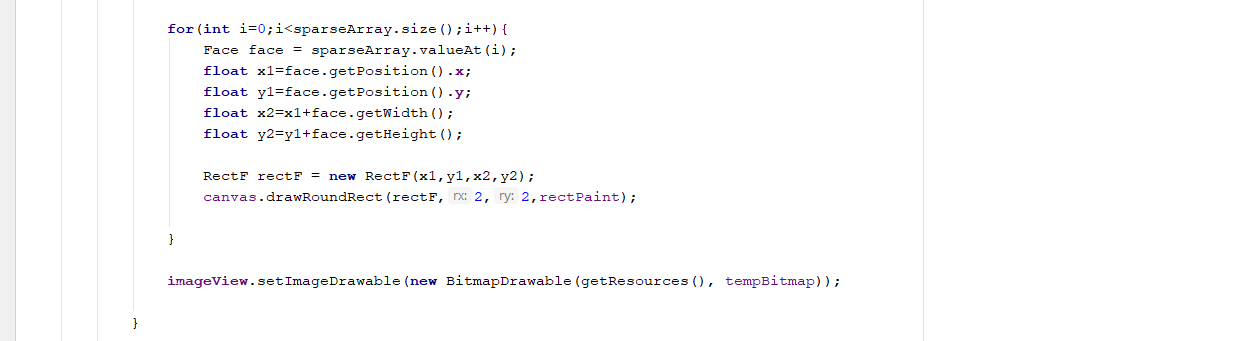 for(int i=0;i<sparseArray.size();i++){
Face face = sparseArray.valueAt(i);
float x1=face.getPosition().x;
float y1=face.getPosition().y;
float x2=x1+face.getWidth();
float y2=y1+face.getHeight();
RectF rectF = new RectF(x1,y1,x2,y2);
canvas.drawRoundRect(rectF, rx: 2, ry: 2,rectPaint);
}
imageView.setImageDrawable(new BitmapDrawable(getResources(), tempBitmap));
}